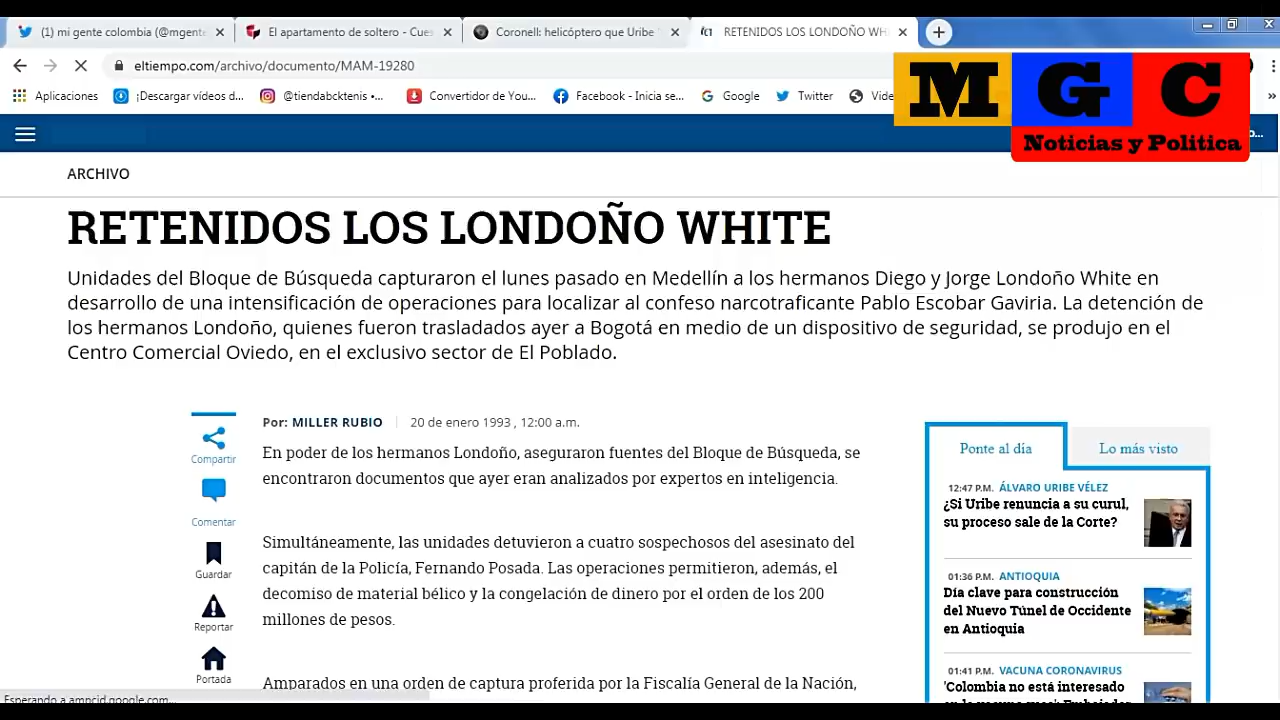 (1) mi gente colombia (@mgente
El apartamento de soltero - Cues
Coronell: helicóptero que Uribe
RETENIDOS LOS LONDOÑO WHI
eltiempo.com/archivo/documento/MAM-19280
Aplicaciones
¡Descargar vídeos d...
@tiendabcktenis •...
Convertidor de You...
Facebook - Inicia se...
Google
Twitter
Vide
»
M G C
Noticias y Politica
o...
ARCHIVO
RETENIDOS LOS LONDOÑO WHITE
Unidades del Bloque de Búsqueda capturaron el lunes pasado en Medellín a los hermanos Diego y Jorge Londoño White en
desarrollo de una intensificación de operaciones para localizar al confeso narcotraficante Pablo Escobar Gaviria. La detención de
los hermanos Londoño, quienes fueron trasladados ayer a Bogotá en medio de un dispositivo de seguridad, se produjo en el
Centro Comercial Oviedo, en el exclusivo sector de El Poblado.
Compartir
Comentar
Guardar
Reportar
Portada
Por: MILLER RUBIO
20 de enero 1993 , 12:00 a.m.
En poder de los hermanos Londoño, aseguraron fuentes del Bloque de Búsqueda, se
encontraron documentos que ayer eran analizados por expertos en inteligencia.
Simultáneamente, las unidades detuvieron a cuatro sospechosos del asesinato del
capitán de la Policía, Fernando Posada. Las operaciones permitieron, además, el
decomiso de material bélico y la congelación de dinero por el orden de los 200
millones de pesos.
Amparados en una orden de captura proferida por la Fiscalía General de la Nación,
Ponte al día
Lo más visto
12:47 P.M. ÁLVARO URIBE VÉLEZ
¿Si Uribe renuncia a su curul,
su proceso sale de la Corte?
01:36 P.M. ANTIOQUIA
Día clave para construcción
del Nuevo Túnel de Occidente
en Antioquia
01:41 P.M. VACUNA CORONAVIRUS
'Colombia no está interesado
Esperando a ampcid.google.com...